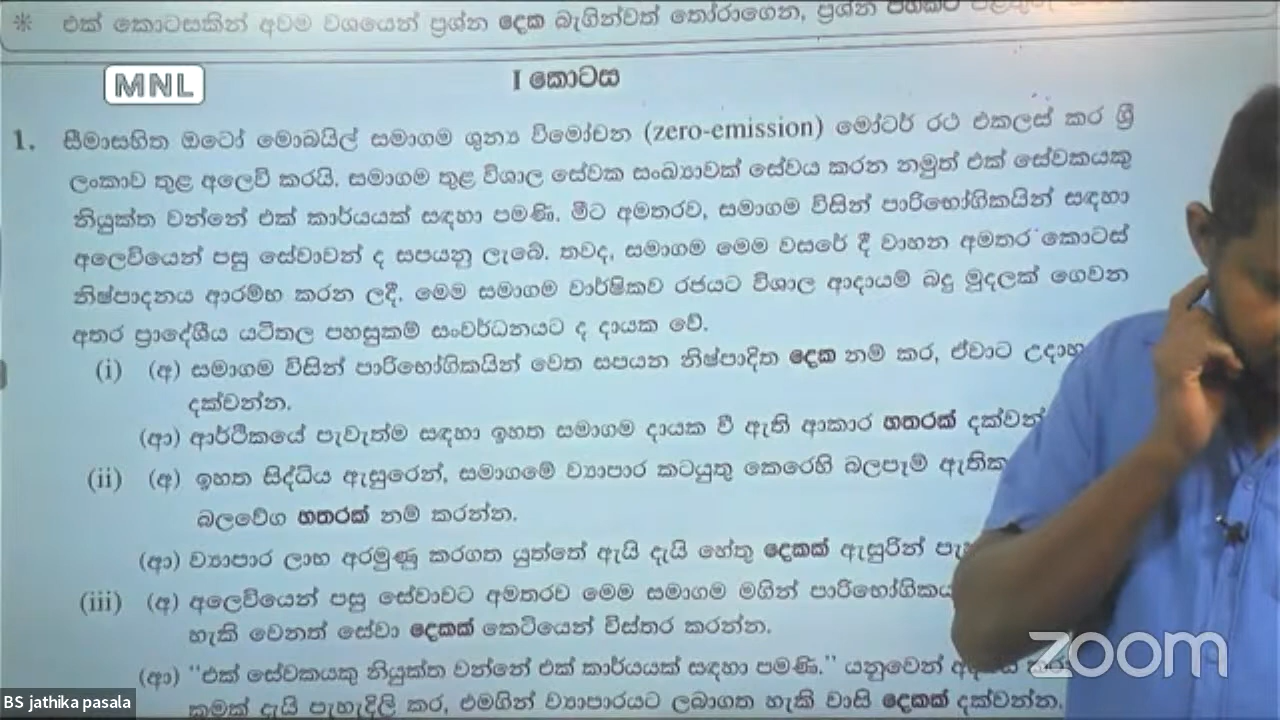 ※ එක් කොටසකින් අවම වශයෙන් ප්‍රශ්න දෙක බැගින්වත් තෝරාගෙන, ප්‍රශ්න
MNL
I කොටස
1. සීමාසහිත ඔටෝ මොබයිල් සමාගම ශුන්‍ය විමෝචන (zero-emission) මෝටර් රථ එකලස් කර ශ්‍රී
ලංකාව තුළ අලෙවි කරයි. සමාගම තුළ විශාල සේවක සංඛ්‍යාවක් සේවය කරන නමුත් එක් සේවකයකු
නියුක්ත වන්නේ එක් කාර්යයක් සඳහා පමණි. මීට අමතරව, සමාගම විසින් පාරිභෝගිකයින් සඳහා
අලෙවියෙන් පසු සේවාවන් ද සපයනු ලැබේ. තවද, සමාගම මෙම වසරේ දී වාහන අමතර කොටස්
නිෂ්පාදනය ආරම්භ කරන ලදී. මෙම සමාගම වාර්ෂිකව රජයට විශාල ආදායම් බදු මුදලක් ගෙවන
අතර ප්‍රාදේශීය යටිතල පහසුකම් සංවර්ධනයට ද දායක වේ.
(i) (අ) සමාගම විසින් පාරිභෝගිකයින් වෙත සපයන නිෂ්පාදිත දෙක නම් කර, ඒවාට
දක්වන්න.
(ආ) ආර්ථිකයේ පැවැත්ම සඳහා ඉහත සමාගම දායක වී ඇති ආකාර හතරක්
(ii) (අ) ඉහත සිද්ධිය ඇසුරෙන්, සමාගමේ ව්‍යාපාර කටයුතු කෙරෙහි බලපෑම්
බලවේග හතරක් නම් කරන්න.
(ආ) ව්‍යාපාර ලාභ අරමුණු කරගත යුත්තේ ඇයි දැයි හේතු දෙකක් ඇසුරින්
(iii) (අ) අලෙවියෙන් පසු සේවාවට අමතරව මෙම සමාගම මගින්
හැකි වෙනත් සේවා දෙකක් කෙටියෙන් විස්තර කරන්න.
(ආ) “එක් සේවකයකු නියුක්ත වන්නේ එක් කාර්යයක් සඳහා පමණි.” යනුවෙන්
කුමක් දැයි පැහැදිලි කර, එමගින් ව්‍යාපාරයට ලබාගත හැකි වාසි දෙකක් දක්වන්න.
zoom
BS jathika pasala